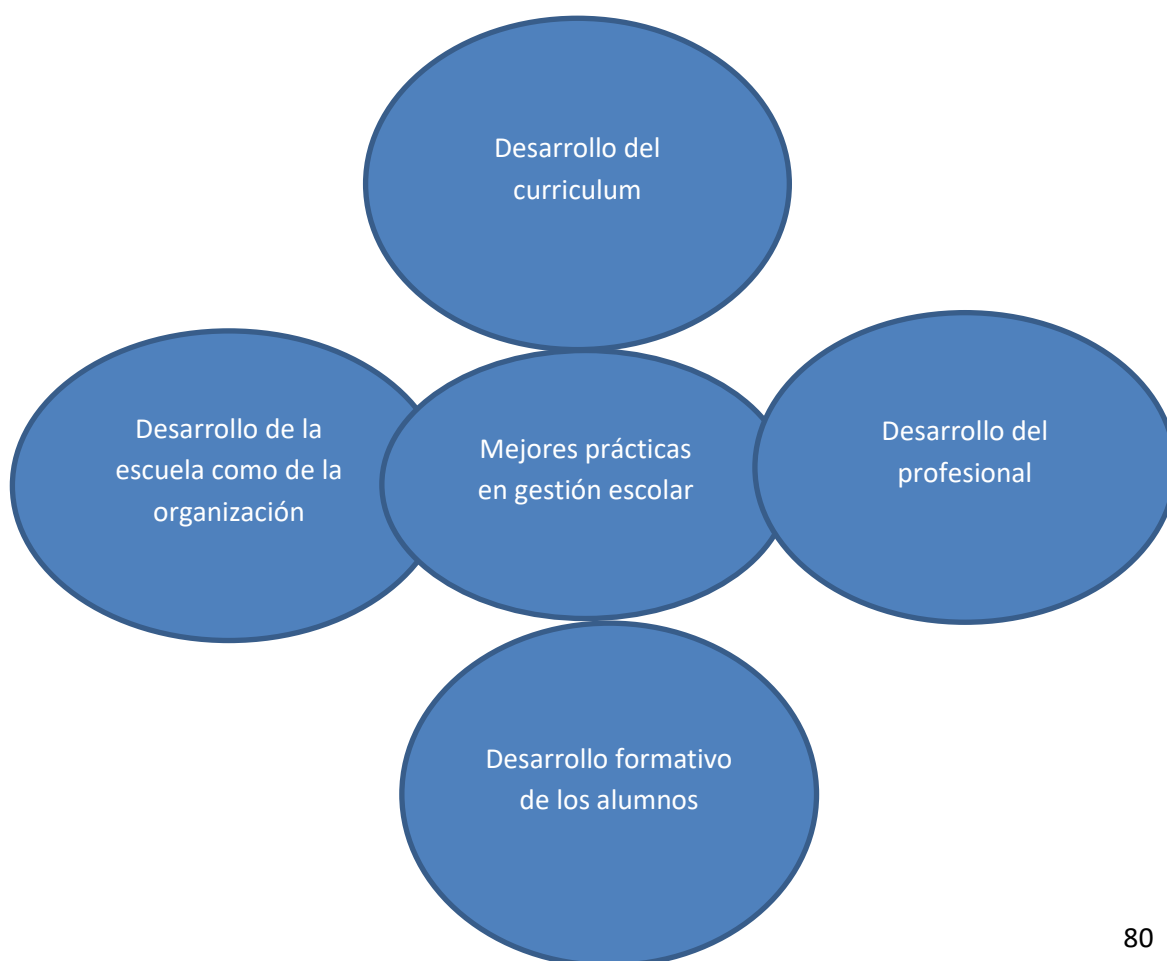 Desarrollo del
curriculum
Desarrollo de la
escuela como de la
organización
Mejores prácticas
en gestión escolar
Desarrollo del
profesional
Desarrollo formativo
de los alumnos
80